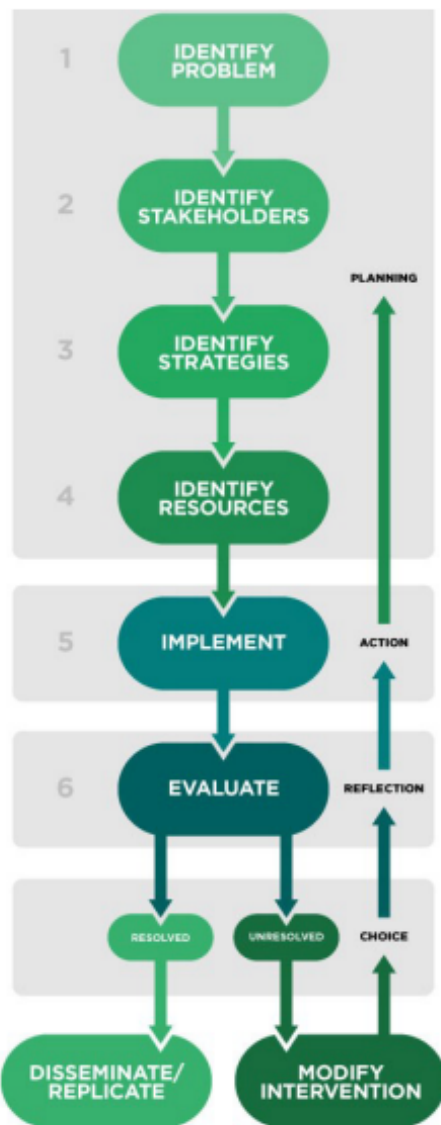 1
IDENTIFY
PROBLEM
2
IDENTIFY
STAKEHOLDERS
PLANNING
3
IDENTIFY
STRATEGIES
4
IDENTIFY
RESOURCES
5
IMPLEMENT
ACTION
6
EVALUATE
REFLECTION
RESOLVED
UNRESOLVED
CHOICE
DISSEMINATE/
REPLICATE
MODIFY
INTERVENTION